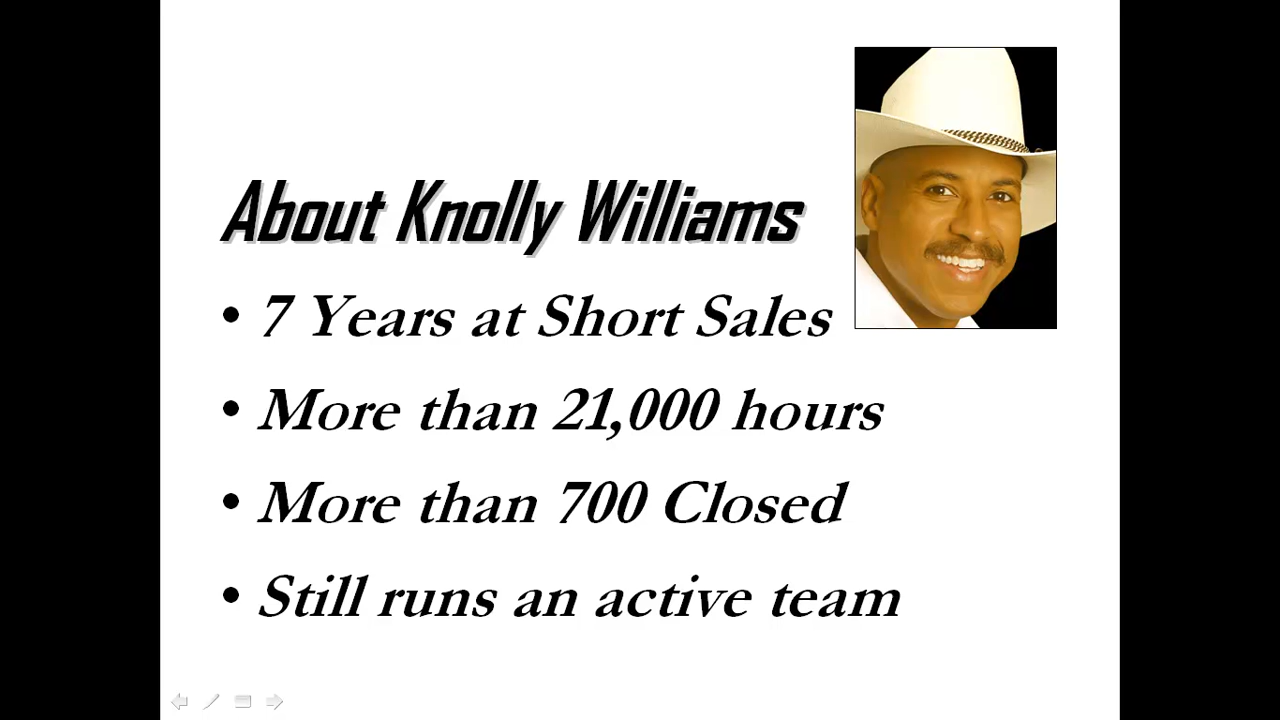 About Knolly Williams
• 7 Years at Short Sales
• More than 21,000 hours
• More than 700 Closed
• Still runs an active team